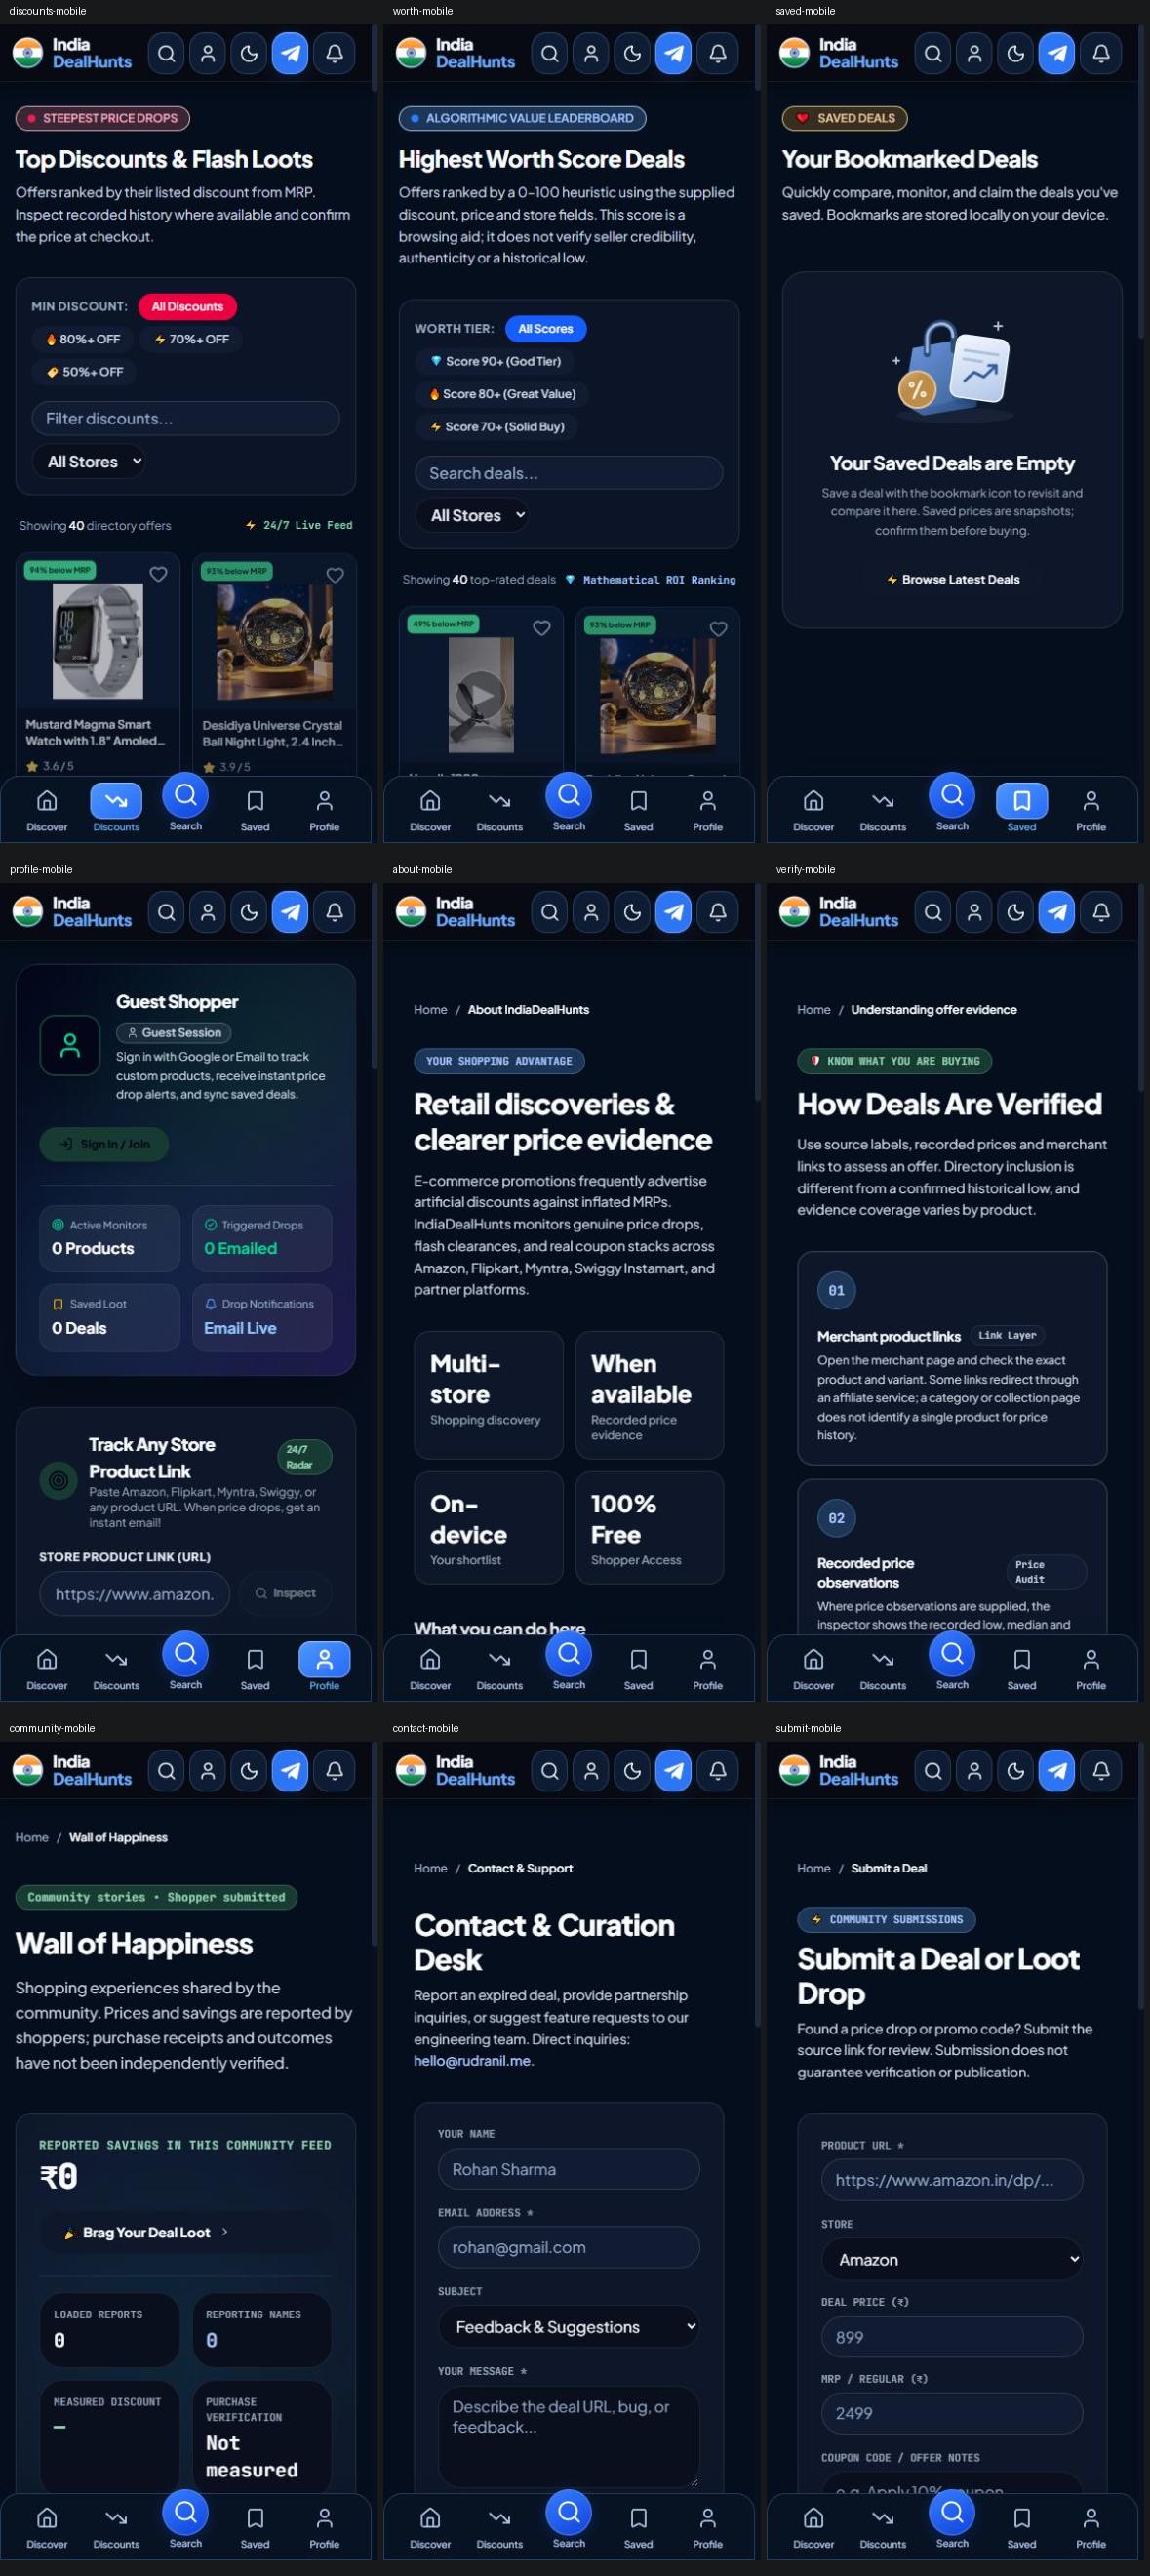 discounts-mobile
India
DealHunts
STEEPEST PRICE DROPS
Top Discounts & Flash Loots
Offers ranked by their listed discount from MRP.
Inspect recorded history where available and confirm
the price at checkout.
MIN DISCOUNT: All Discounts
80%+ OFF 70%+ OFF
50%+ OFF
Filter discounts...
All Stores
Showing 40 directory offers 24/7 Live Feed
94% below MRP
93% below MRP
Mustard Magma Smart
Watch with 1.8" Amoled...
3.6/5
Desidiya Universe Crystal
Ball Night Light, 2.4 Inch...
3.9/5
Discover Discounts Search Saved Profile
worth-mobile
India
DealHunts
ALGORITHMIC VALUE LEADERBOARD
Highest Worth Score Deals
Offers ranked by a 0–100 heuristic using the supplied
discount, price and store fields. This score is a
browsing aid; it does not verify seller credibility,
authenticity or a historical low.
WORTH TIER: All Scores
Score 90+ (God Tier)
Score 80+ (Great Value)
Score 70+ (Solid Buy)
Search deals...
All Stores
Showing 40 top-rated deals Mathematical ROI Ranking
49% below MRP
93% below MRP
Discover Discounts Search Saved Profile
saved-mobile
India
DealHunts
SAVED DEALS
Your Bookmarked Deals
Quickly compare, monitor, and claim the deals you've
saved. Bookmarks are stored locally on your device.
%
Your Saved Deals are Empty
Save a deal with the bookmark icon to revisit and
compare it here. Saved prices are snapshots;
confirm them before buying.
Browse Latest Deals
Discover Discounts Search Saved Profile
profile-mobile
India
DealHunts
Guest Shopper
Guest Session
Sign in with Google or Email to track
custom products, receive instant price
drop alerts, and sync saved deals.
Sign In / Join
Active Monitors
0 Products
Triggered Drops
0 Emailed
Saved Loot
0 Deals
Drop Notifications
Email Live
Track Any Store
Product Link
24/7
Radar
Paste Amazon, Flipkart, Myntra, Swiggy, or
any product URL. When price drops, get an
instant email!
STORE PRODUCT LINK (URL)
https://www.amazon.
Inspect
Discover Discounts Search Saved Profile
about-mobile
India
DealHunts
Home / About IndiaDealHunts
YOUR SHOPPING ADVANTAGE
Retail discoveries &
clearer price evidence
E-commerce promotions frequently advertise
artificial discounts against inflated MRPs.
IndiaDealHunts monitors genuine price drops,
flash clearances, and real coupon stacks across
Amazon, Flipkart, Myntra, Swiggy Instamart, and
partner platforms.
Multi-
store
Shopping discovery
When
available
Recorded price
evidence
On-
device
Your shortlist
100%
Free
Shopper Access
What you can do here
Discover Discounts Search Saved Profile
verify-mobile
India
DealHunts
Home / Understanding offer evidence
KNOW WHAT YOU ARE BUYING
How Deals Are Verified
Use source labels, recorded prices and merchant
links to assess an offer. Directory inclusion is
different from a confirmed historical low, and
evidence coverage varies by product.
01
Merchant product links Link Layer
Open the merchant page and check the exact
product and variant. Some links redirect through
an affiliate service; a category or collection page
does not identify a single product for price
history.
02
Recorded price
observations
Price
Audit
Where price observations are supplied, the
inspector shows the recorded low, median and
Discover Discounts Search Saved Profile
community-mobile
India
DealHunts
Home / Wall of Happiness
Community stories • Shopper submitted
Wall of Happiness
Shopping experiences shared by the
community. Prices and savings are reported by
shoppers; purchase receipts and outcomes
have not been independently verified.
REPORTED SAVINGS IN THIS COMMUNITY FEED
₹0
Brag Your Deal Loot
LOADED REPORTS
0
REPORTING NAMES
0
MEASURED DISCOUNT
—
PURCHASE
VERIFICATION
Not
measured
Discover Discounts Search Saved Profile
contact-mobile
India
DealHunts
Home / Contact & Support
Contact & Curation
Desk
Report an expired deal, provide partnership
inquiries, or suggest feature requests to our
engineering team. Direct inquiries:
hello@rudranil.me.
YOUR NAME
Rohan Sharma
EMAIL ADDRESS *
rohan@gmail.com
SUBJECT
Feedback & Suggestions
YOUR MESSAGE *
Describe the deal URL, bug, or
feedback...
Discover Discounts Search Saved Profile
submit-mobile
India
DealHunts
Home / Submit a Deal
COMMUNITY SUBMISSIONS
Submit a Deal or Loot
Drop
Found a price drop or promo code? Submit the
source link for review. Submission does not
guarantee verification or publication.
PRODUCT URL *
https://www.amazon.in/dp/...
STORE
Amazon
DEAL PRICE (₹)
899
MRP / REGULAR (₹)
2499
COUPON CODE / OFFER NOTES
e.g. Apply 10% coupon
Discover Discounts Search Saved Profile